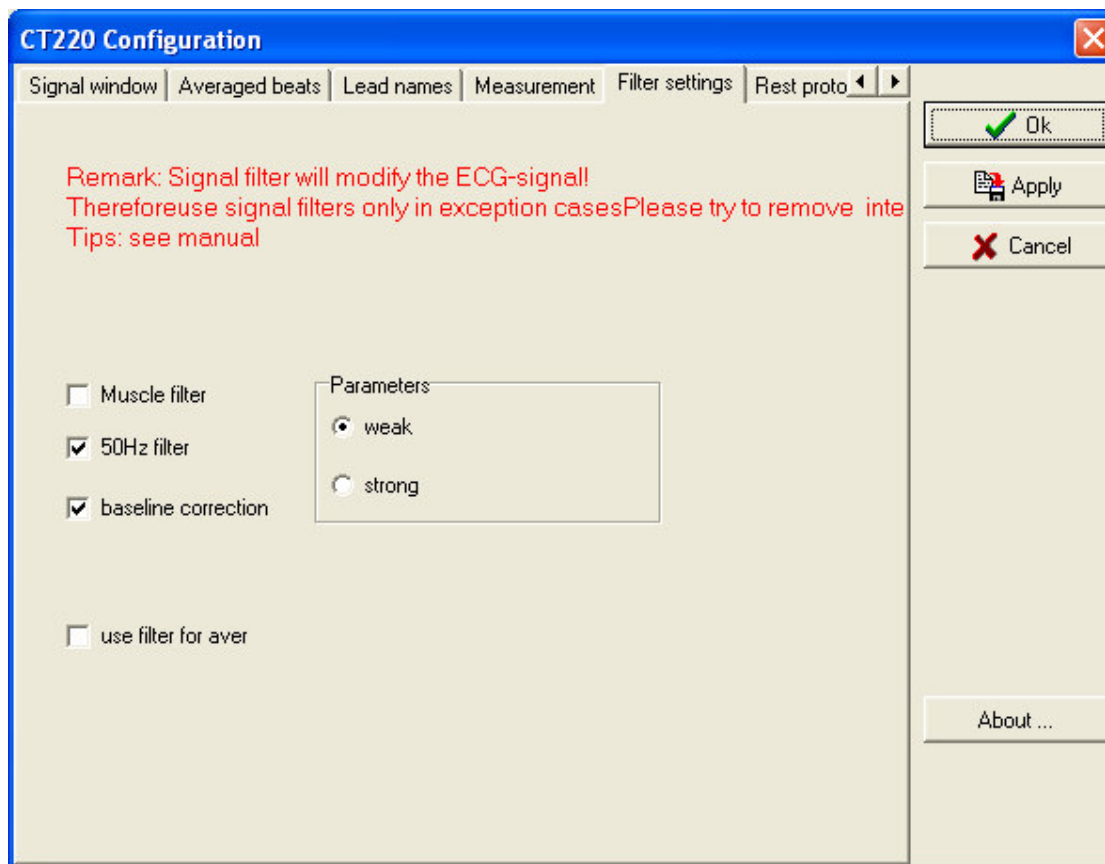 CT220 Configuration
Signal window
Averaged beats
Lead names
Measurement
Filter settings
Rest proto
Ok
Apply
Cancel
Remark: Signal filter will modify the ECG-signal!
Thereforeuse signal filters only in exception casesPlease try to remove inte
Tips: see manual
Muscle filter
50Hz filter
baseline correction
Parameters
weak
strong
use filter for aver
About ...